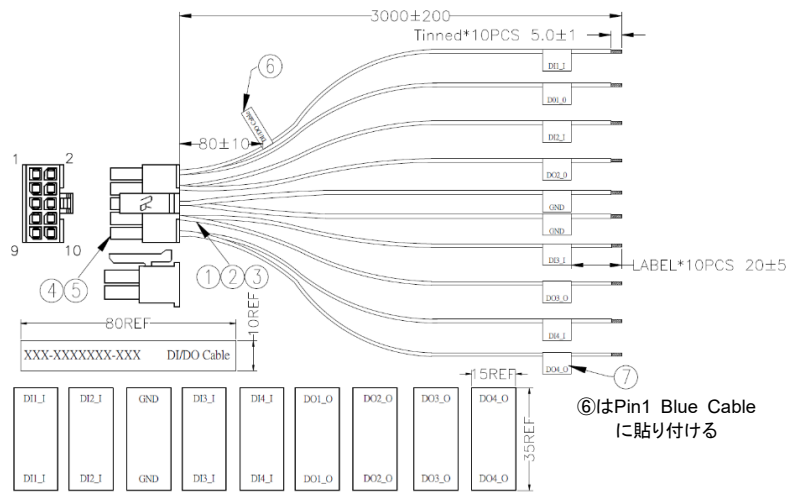 3000±200
Tinned*10PCS 5.0±1
⑥
DI1_I
DI/DO Cable
DO1_O
80±10
DI2_I
1
2
DO2_O
GND
GND
9
10
DI3_I
④⑤
①②③
LABEL*10PCS 20±5
DO3_O
80REF
10REF
DI4_I
XXX-XXXXXXX-XXX DI/DO Cable
DO4_O
⑦
15REF
DI1_I DI2_I GND DI3_I DI4_I DO1_O DO2_O DO3_O DO4_O
35REF
⑥はPin1 Blue Cable
に貼り付ける
DI1_I DI2_I GND DI3_I DI4_I DO1_O DO2_O DO3_O DO4_O